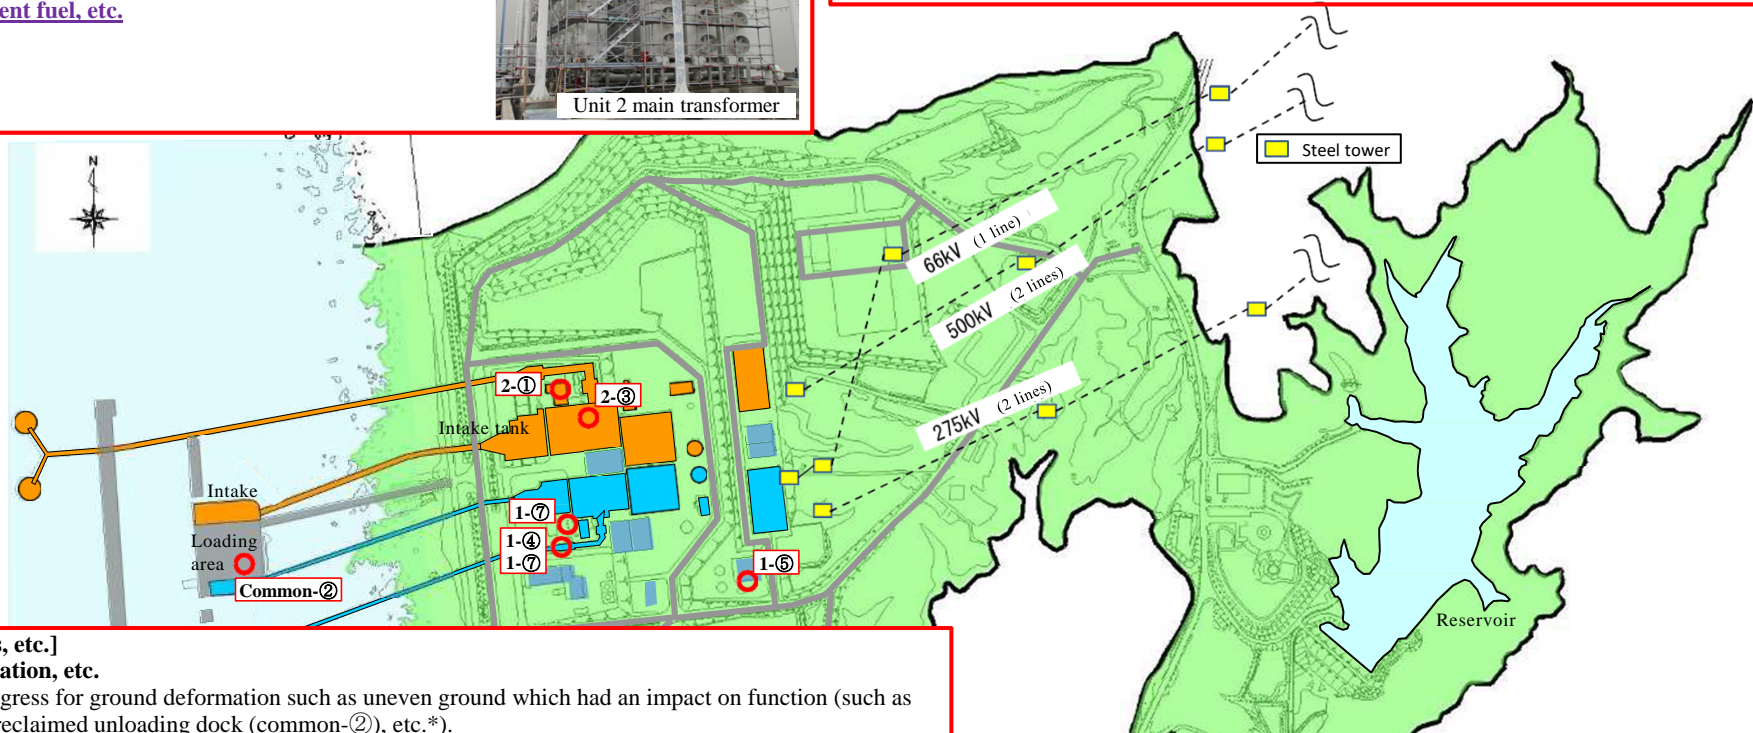 ent fuel, etc.
Unit 2 main transformer
N
Steel tower
66kV (1 line)
500kV (2 lines)
275kV (2 lines)
2-①
2-③
Intake tank
Intake
1-⑦
Loading
area
1-④
1-⑦
1-⑤
Common-②
Reservoir
s, etc.]
ation, etc.
gress for ground deformation such as uneven ground which had an impact on function (such as
reclaimed unloading dock (common-②), etc.*).